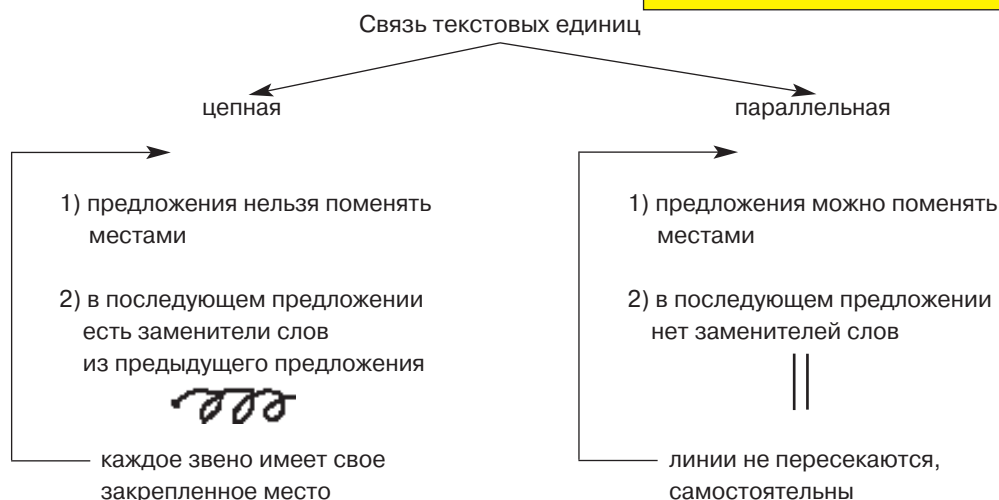 Связь текстовых единиц
цепная
1) предложения нельзя поменять
местами
2) в последующем предложении
есть заменители слов
из предыдущего предложения
каждое звено имеет свое
закрепленное место
параллельная
1) предложения можно поменять
местами
2) в последующем предложении
нет заменителей слов
линии не пересекаются,
самостоятельны